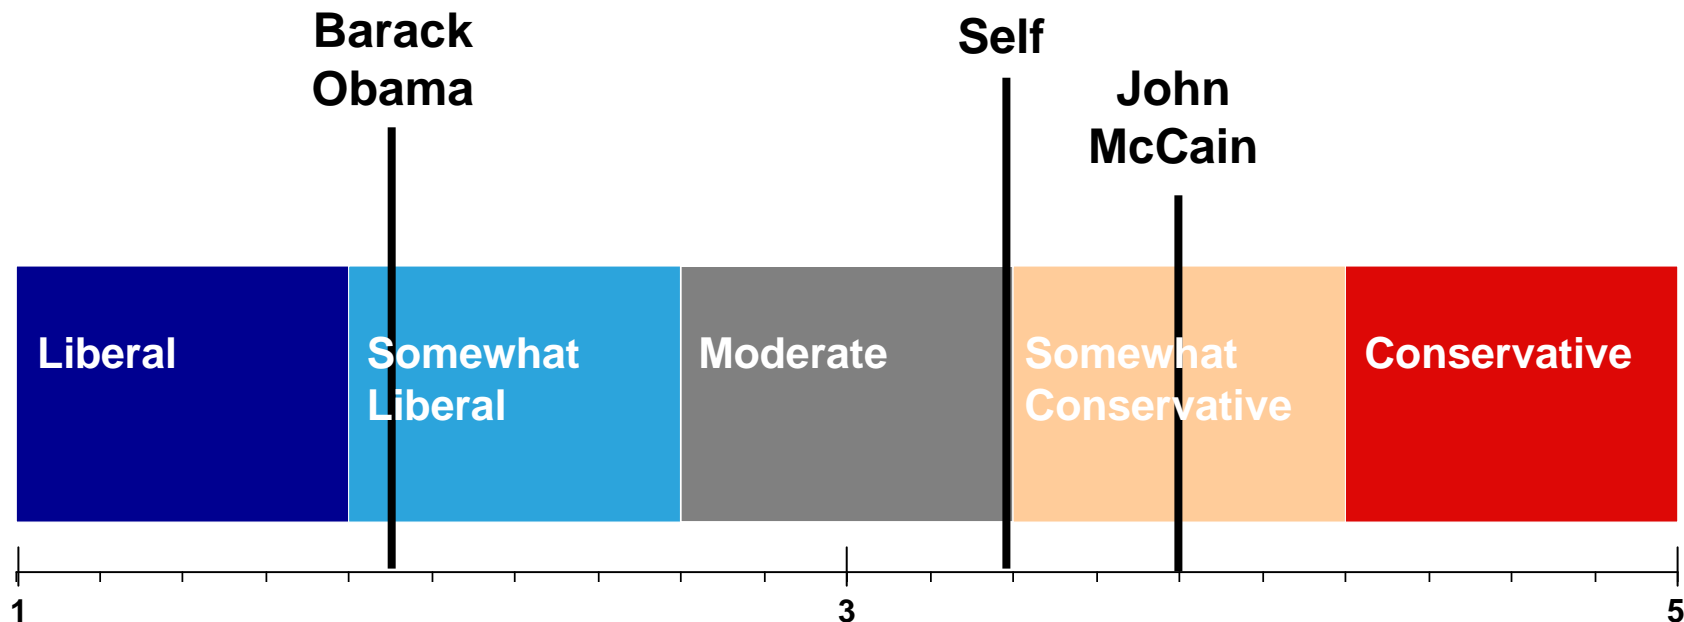 Barack
Obama
Self
John
McCain
Liberal
Somewhat
Liberal
Moderate
Somewhat
Conservative
Conservative
1
3
5